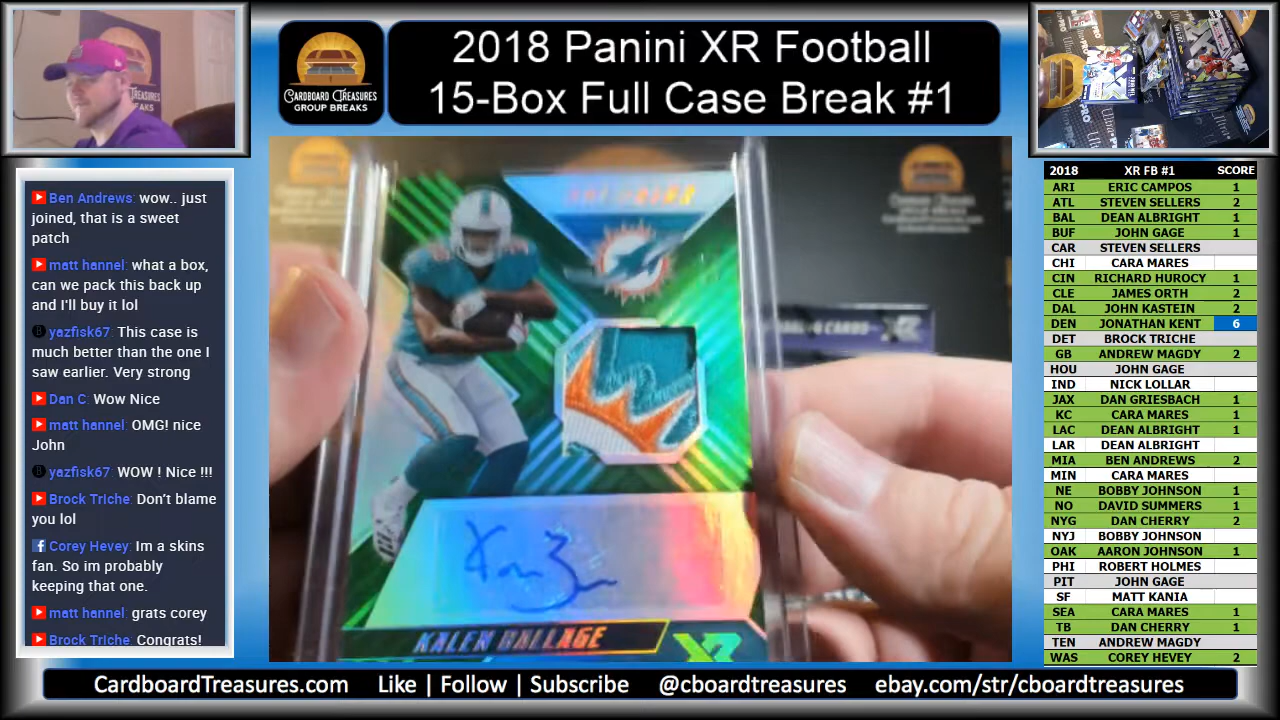 2018 Panini XR Football
15-Box Full Case Break #1
CARDBOARD TREASURES
GROUP BREAKS
Ben Andrews: wow.. just
joined, that is a sweet
patch
matt hannel: what a box,
can we pack this back up
and I'll buy it lol
yazfisk67 This case is
much better than the one I
saw earlier. Very strong
Dan C: Wow Nice
matt hannel: OMG! nice
John
yazfisk67 WOW ! Nice !!!
Brock Triche: Don't blame
you lol
Corey Hevey: Im a skins
fan. So im probably
keeping that one.
matt hannel: grats corey
Brock Triche: Congrats!
KALEN BALLAGE
XR
2018 XR FB #1 SCORE
ARI ERIC CAMPOS 1
ATL STEVEN SELLERS 2
BAL DEAN ALBRIGHT 1
BUF JOHN GAGE 1
CAR STEVEN SELLERS
CHI CARA MARES
CIN RICHARD HUROCY 1
CLE JAMES ORTH 2
DAL JOHN KASTEIN 2
DEN JONATHAN KENT 6
DET BROCK TRICHE
GB ANDREW MAGDY 2
HOU JOHN GAGE
IND NICK LOLLAR
JAX DAN GRIESBACH 1
KC CARA MARES 1
LAC DEAN ALBRIGHT 1
LAR DEAN ALBRIGHT
MIA BEN ANDREWS 2
MIN CARA MARES
NE BOBBY JOHNSON 1
NO DAVID SUMMERS 1
NYG DAN CHERRY 2
NYJ BOBBY JOHNSON
OAK AARON JOHNSON 1
PHI ROBERT HOLMES
PIT JOHN GAGE
SF MATT KANIA
SEA CARA MARES 1
TB DAN CHERRY 1
TEN ANDREW MAGDY
WAS COREY HEVEY 2
CardboardTreasures.com Like | Follow | Subscribe @cboardtreasures ebay.com/str/cboardtreasures